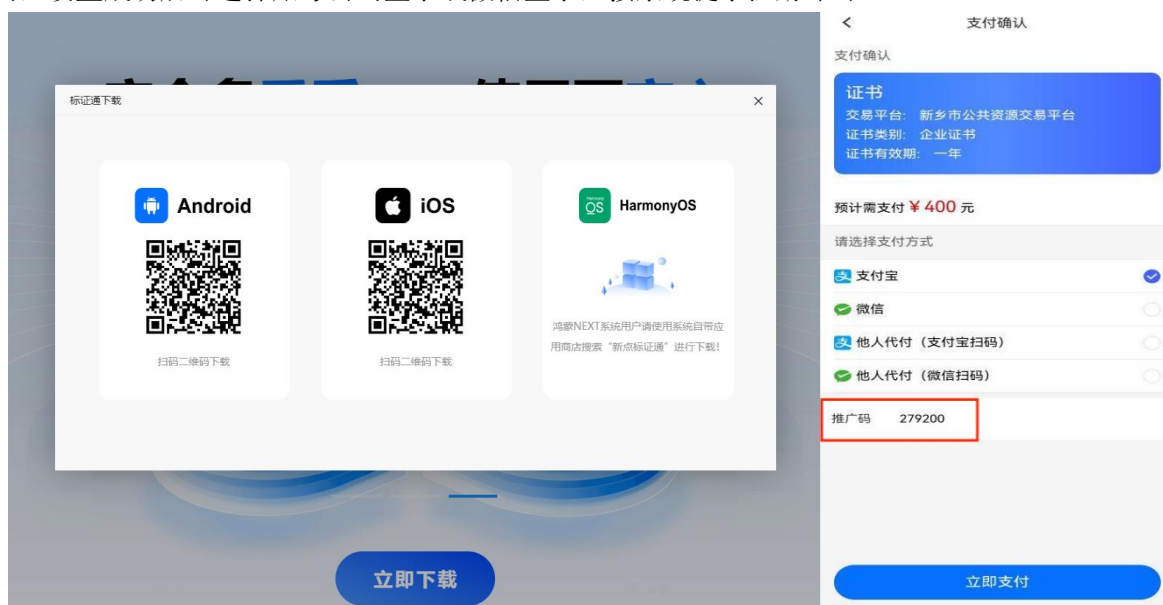 标证通下载
×
Android
扫码二维码下载
iOS
扫码二维码下载
HarmonyOS
鸿蒙NEXT系统用户请使用系统自带应
用商店搜索“新点标证通”进行下载!
立即下载
支付确认
支付确认
证书
交易平台: 新乡市公共资源交易平台
证书类别: 企业证书
证书有效期: 一年
预计需支付 ¥ 400 元
请选择支付方式
支付宝
微信
他人代付（支付宝扫码）
他人代付（微信扫码）
推广码 279200
立即支付